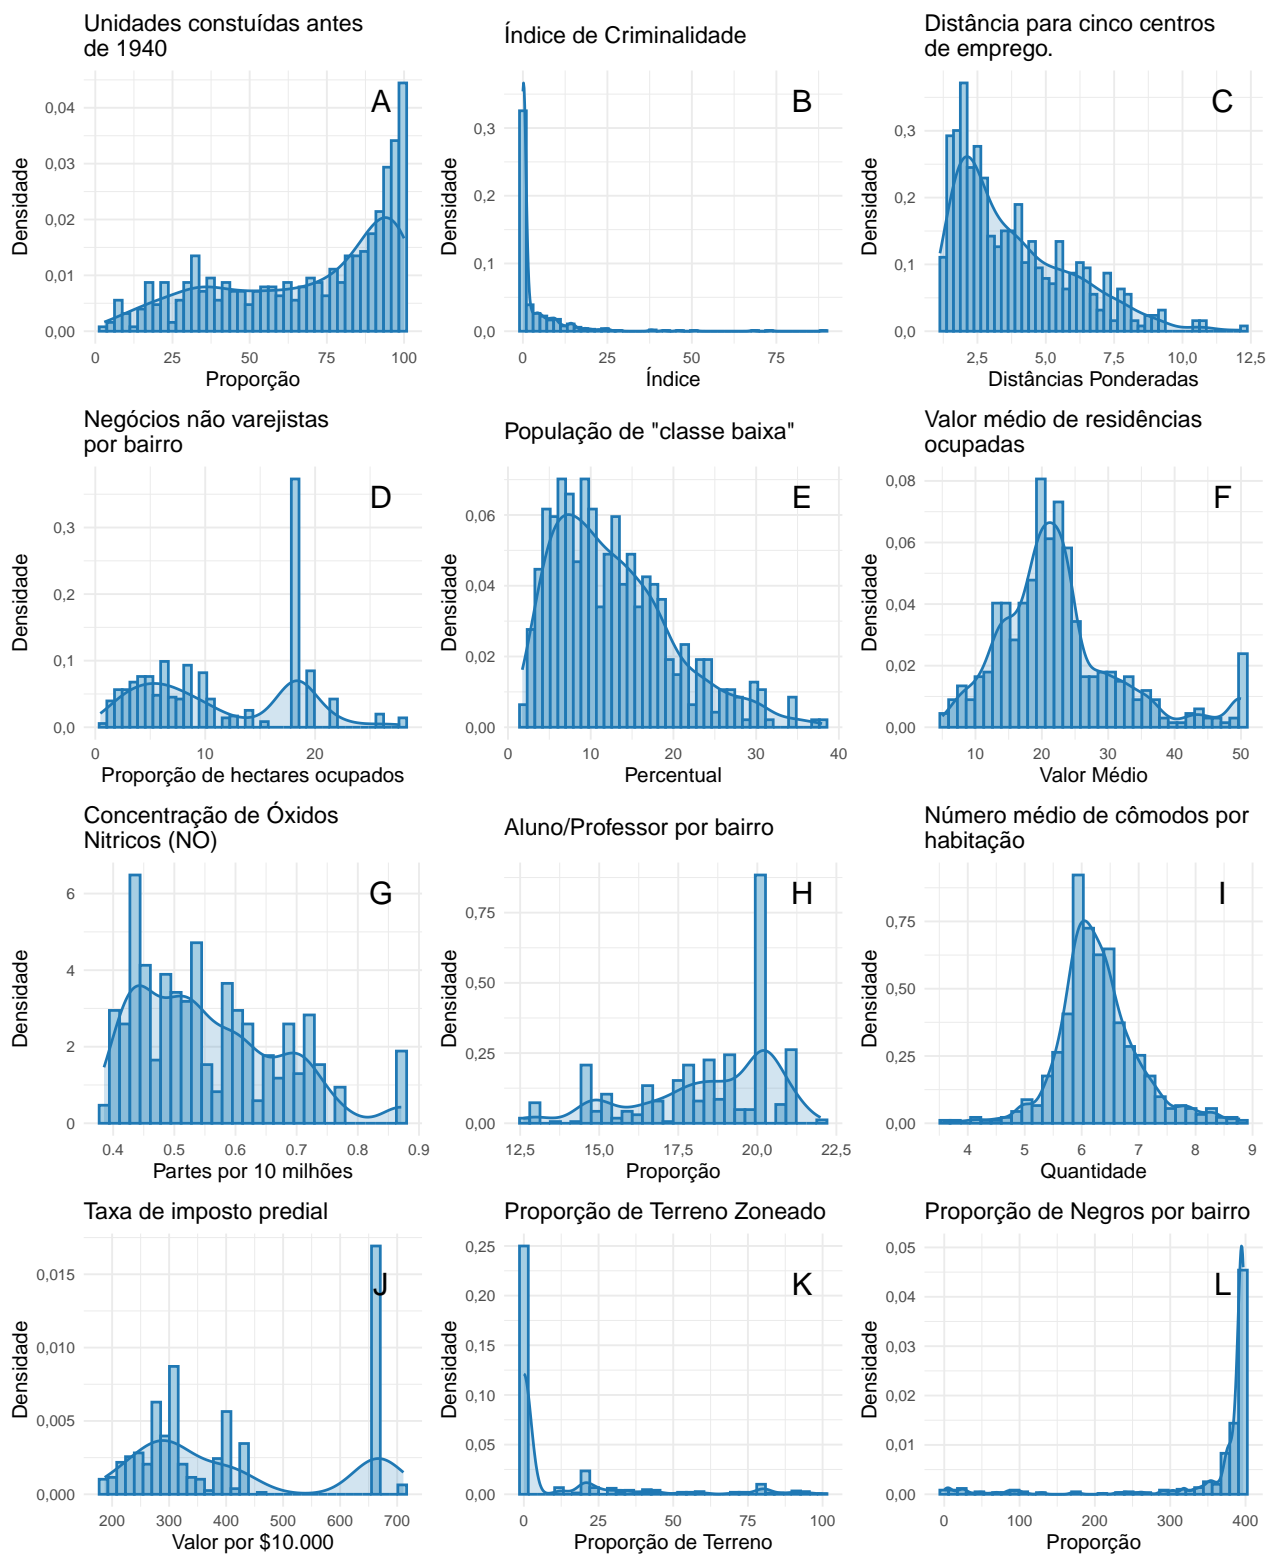 Unidades constuídas antes
de 1940
A
Densidade
0,04
0,03
0,02
0,01
0,00
0 25 50 75 100
Proporção
Índice de Criminalidade
B
Densidade
0,3
0,2
0,1
0,0
0 25 50 75
Índice
Distância para cinco centros
de emprego.
C
Densidade
0,3
0,2
0,1
0,0
2,5 5,0 7,5 10,0 12,5
Distâncias Ponderadas
Negócios não varejistas
por bairro
D
Densidade
0,3
0,2
0,1
0,0
0 10 20
Proporção de hectares ocupados
População de "classe baixa"
E
Densidade
0,06
0,04
0,02
0,00
0 10 20 30 40
Percentual
Valor médio de residências
ocupadas
F
Densidade
0,08
0,06
0,04
0,02
0,00
10 20 30 40 50
Valor Médio
Concentração de Óxidos
Nitricos (NO)
G
Densidade
6
4
2
0
0.4 0.5 0.6 0.7 0.8 0.9
Partes por 10 milhões
Aluno/Professor por bairro
H
Densidade
0,75
0,50
0,25
0,00
12,5 15,0 17,5 20,0 22,5
Proporção
Número médio de cômodos por
habitação
I
Densidade
0,75
0,50
0,25
0,00
4 5 6 7 8 9
Quantidade
Taxa de imposto predial
J
Densidade
0,015
0,010
0,005
0,000
200 300 400 500 600 700
Valor por $10.000
Proporção de Terreno Zoneado
K
Densidade
0,25
0,20
0,15
0,10
0,05
0,00
0 25 50 75 100
Proporção de Terreno
Proporção de Negros por bairro
L
Densidade
0,05
0,04
0,03
0,02
0,01
0,00
0 100 200 300 400
Proporção